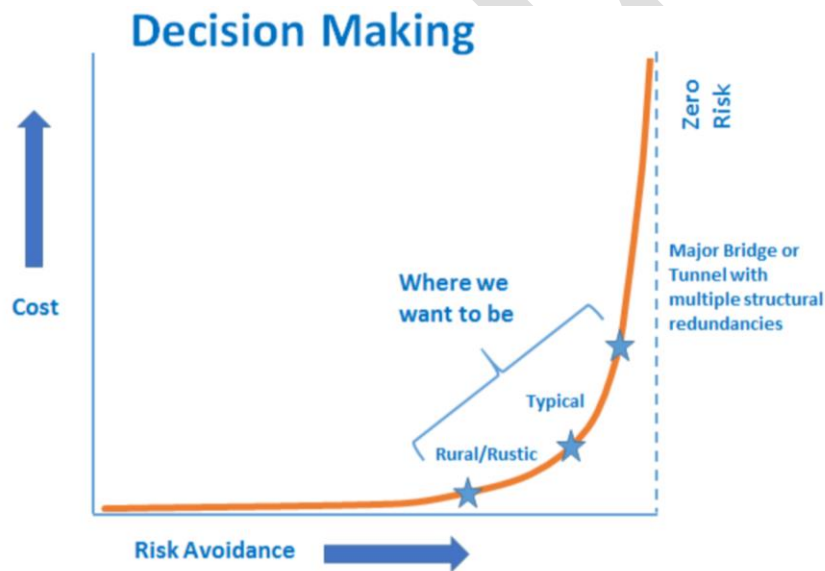 Decision Making
Zero
Risk
Major Bridge or
Tunnel with
multiple structural
redundancies
Where we
want to be
Cost
Typical
Rural/Rustic
Risk Avoidance